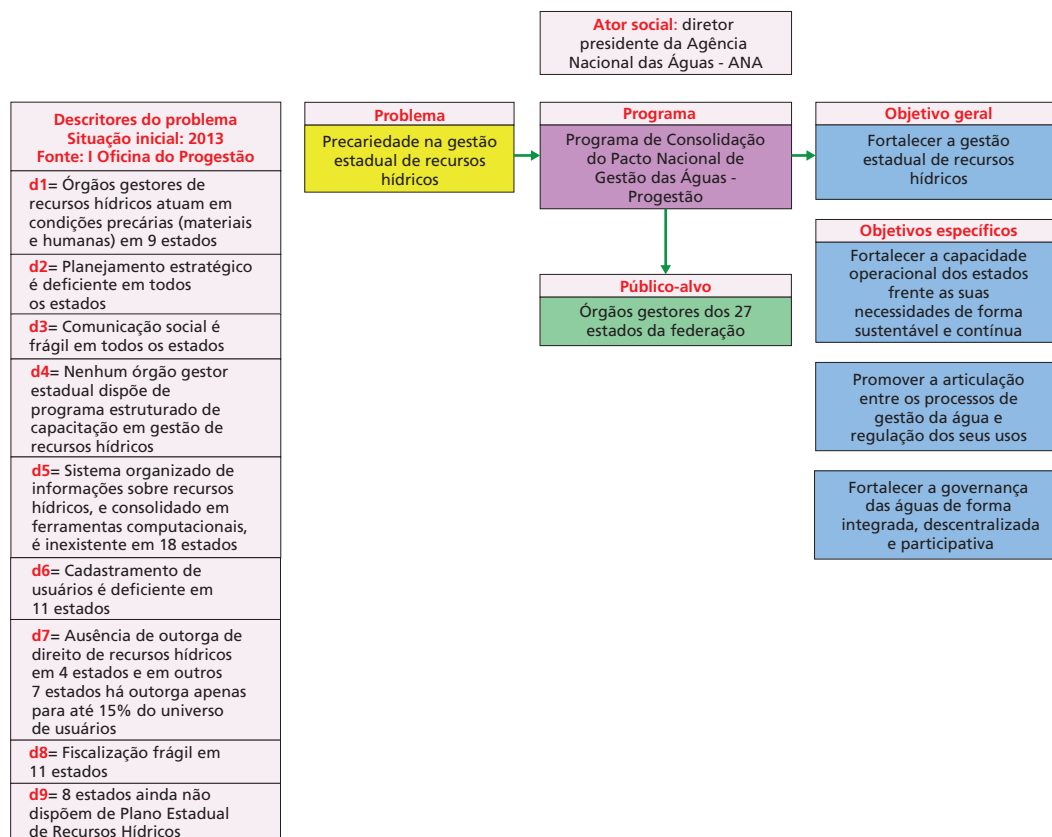 Ator social: diretor
presidente da Agência
Nacional das Águas - ANA
Descritores do problema
Situação inicial: 2013
Fonte: I Oficina do Progestão
d1= Órgãos gestores de
recursos hídricos atuam em
condições precárias (materiais
e humanas) em 9 estados
d2= Planejamento estratégico
é deficiente em todos
os estados
d3= Comunicação social é
frágil em todos os estados
d4= Nenhum órgão gestor
estadual dispõe de
programa estruturado de
capacitação em gestão de
recursos hídricos
d5= Sistema organizado de
informações sobre recursos
hídricos, e consolidado em
ferramentas computacionais,
é inexistente em 18 estados
d6= Cadastramento de
usuários é deficiente em
11 estados
d7= Ausência de outorga de
direito de recursos hídricos
em 4 estados e em outros
7 estados há outorga apenas
para até 15% do universo
de usuários
d8= Fiscalização frágil em
11 estados
d9= 8 estados ainda não
dispõem de Plano Estadual
de Recursos Hídricos
Problema
Precariedade na gestão
estadual de recursos
hídricos
Programa
Programa de Consolidação
do Pacto Nacional de
Gestão das Águas -
Progestão
Público-alvo
Órgãos gestores dos 27
estados da federação
Objetivo geral
Fortalecer a gestão
estadual de recursos
hídricos
Objetivos específicos
Fortalecer a capacidade
operacional dos estados
frente as suas
necessidades de forma
sustentável e contínua
Promover a articulação
entre os processos de
gestão da água e
regulação dos seus usos
Fortalecer a governança
das águas de forma
integrada, descentralizada
e participativa